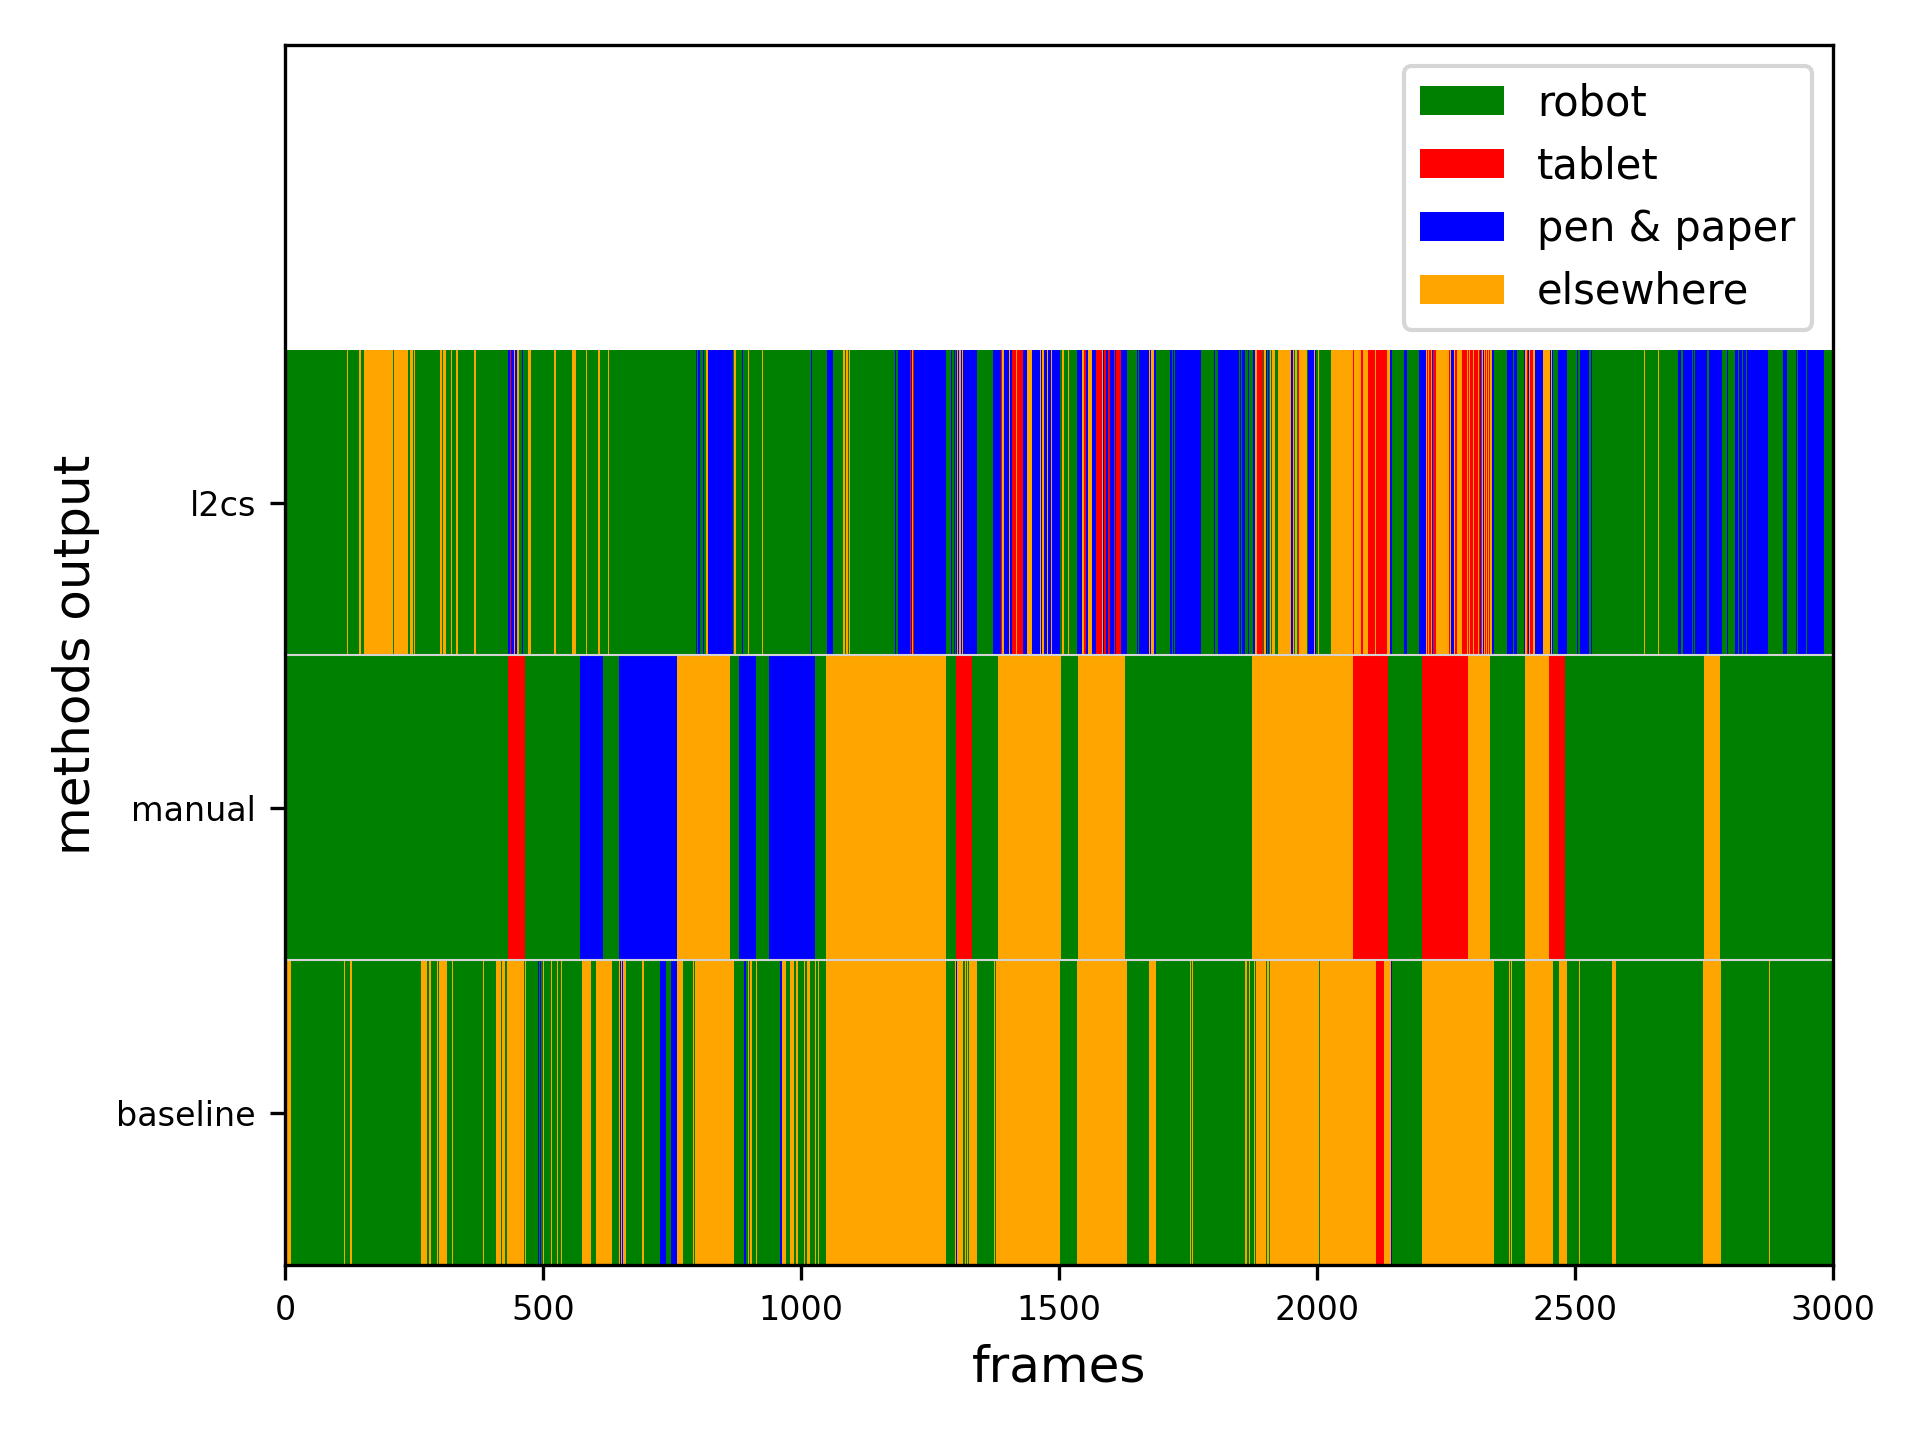 robot
tablet
pen & paper
elsewhere
methods output
l2cs
manual
baseline
0 500 1000 1500 2000 2500 3000
frames